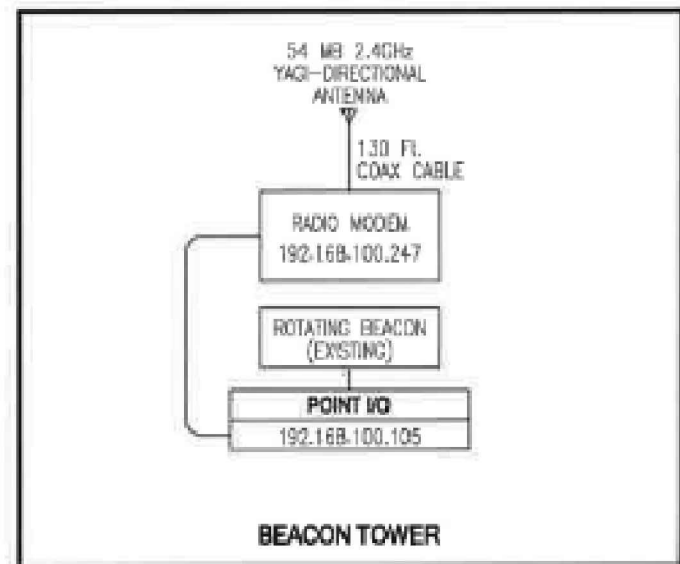 54 MB 2.4GHz
YAGI-DIRECTIONAL
ANTENNA
130 Ft.
COAX CABLE
RADIO MODEM
192.168.100.247
ROTATING BEACON
(EXISTING)
POINT I/O
192.168.100.105
BEACON TOWER